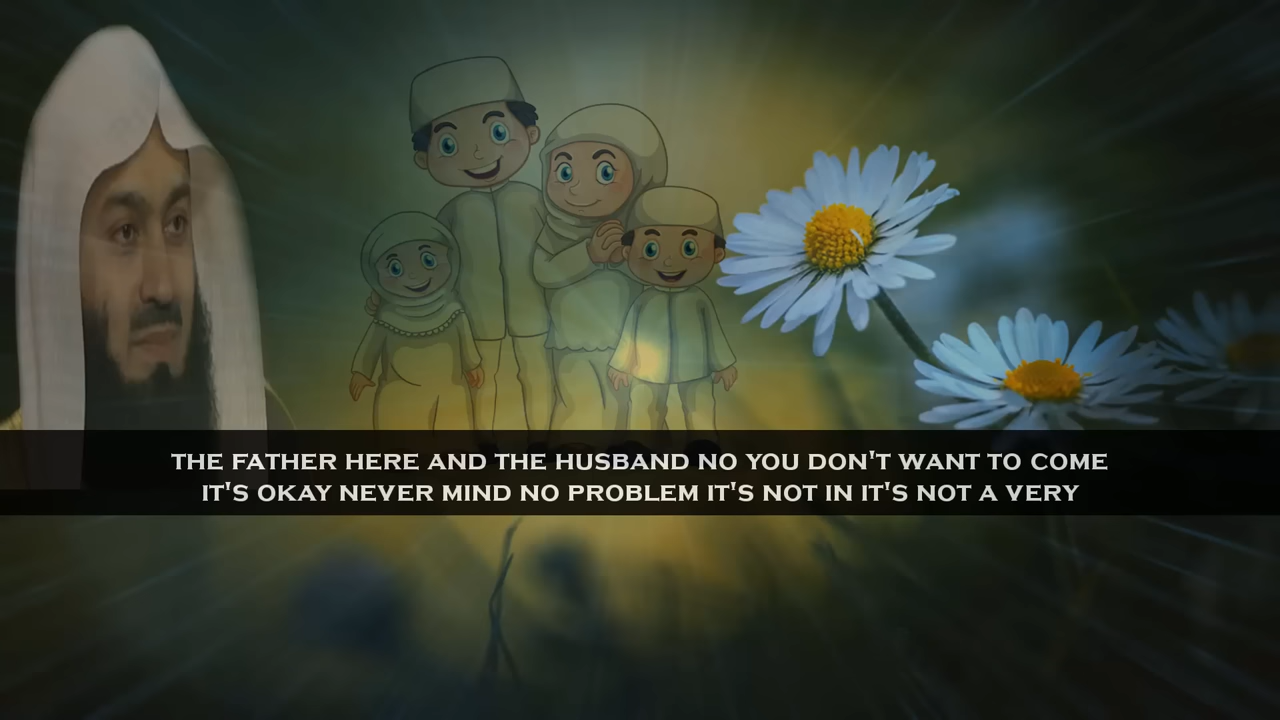 THE FATHER HERE AND THE HUSBAND NO YOU DON'T WANT TO COME
IT'S OKAY NEVER MIND NO PROBLEM IT'S NOT IN IT'S NOT A VERY